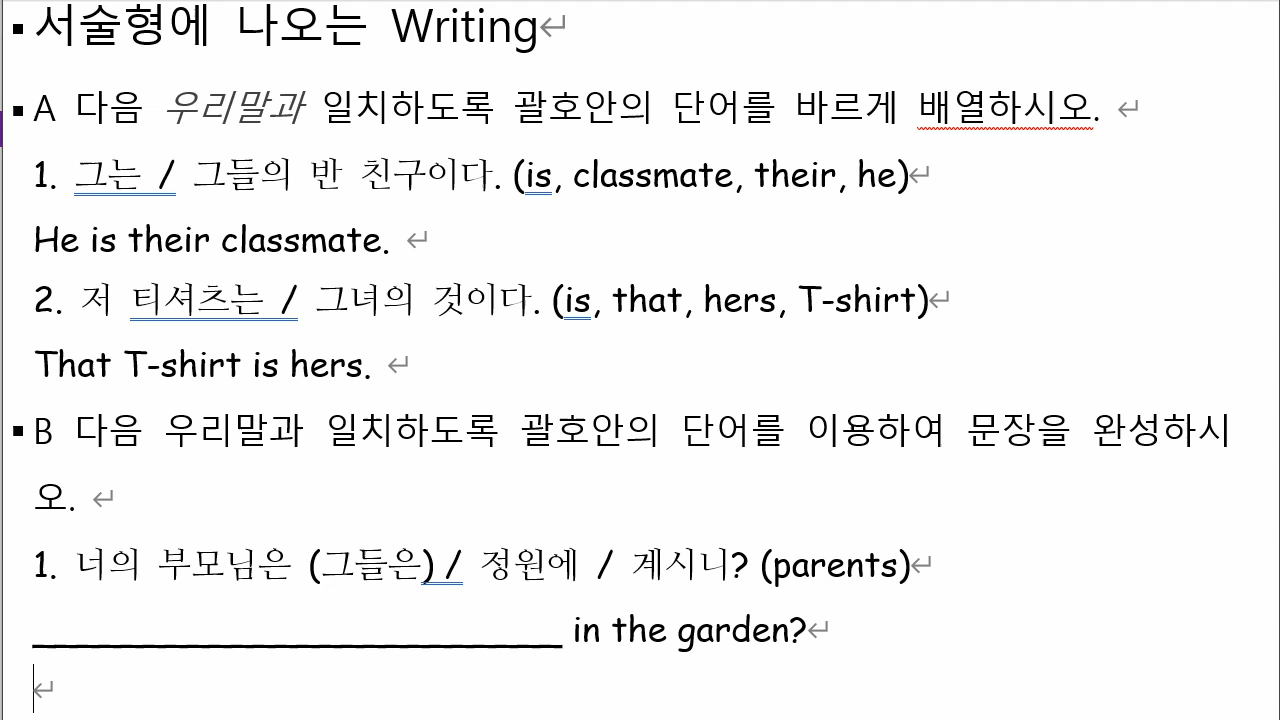 ▪ 서술형에 나오는 Writing↵
▪ A 다음 우리말과 일치하도록 괄호안의 단어를 바르게 배열하시오. ↵
1. 그는 / 그들의 반 친구이다. (is, classmate, their, he)↵
He is their classmate. ↵
2. 저 티셔츠는 / 그녀의 것이다. (is, that, hers, T-shirt)↵
That T-shirt is hers. ↵
▪ B 다음 우리말과 일치하도록 괄호안의 단어를 이용하여 문장을 완성하시
오. ↵
1. 너의 부모님은 (그들은) / 정원에 / 계시니? (parents)↵
________________________ in the garden?↵
↵